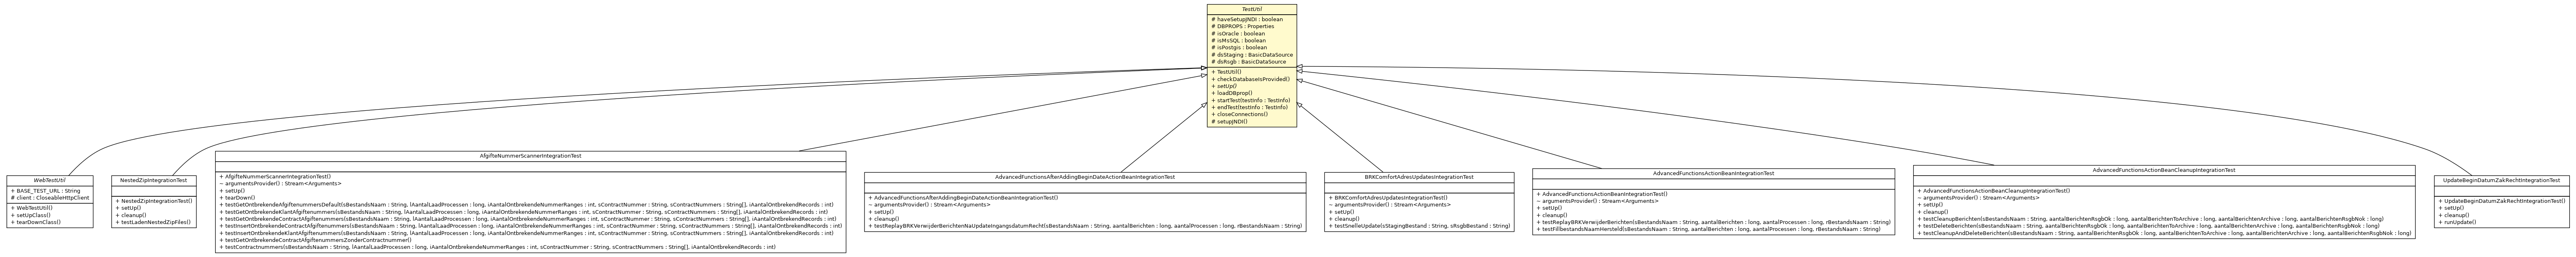 TestUtil
# haveSetupJNDI : boolean
# DBPROPS : Properties
# isOracle : boolean
# isMsSQL : boolean
# isPostgis : boolean
# dsStaging : BasicDataSource
# dsRsgb : BasicDataSource
+ TestUtil()
+ checkDatabaseIsProvided()
+ setUp()
+ loadDBprop()
+ startTest(testInfo : TestInfo)
+ endTest(testInfo : TestInfo)
+ closeConnections()
# setupJNDI()
WebTestUtil
+ BASE_TEST_URL : String
# client : CloseableHttpClient
+ WebTestUtil()
+ setUpClass()
+ tearDownClass()
NestedZipIntegrationTest
+ NestedZipIntegrationTest()
+ setUp()
+ cleanup()
+ testLadenNestedZipFiles()
AfgifteNummerScannerIntegrationTest
+ AfgifteNummerScannerIntegrationTest()
~ argumentsProvider() : Stream<Arguments>
+ setUp()
+ tearDown()
+ testGetOntbrekendeAfgiftenummersDefault(sBestandsNaam : String, lAantalLaadProcessen : long, iAantalOntbrekendeNummerRanges : int, sContractNummer : String, sContractNummers : String[], iAantalOntbrekendRecords : int)
+ testGetOntbrekendeKlantAfgiftenummers(sBestandsNaam : String, lAantalLaadProcessen : long, iAantalOntbrekendeNummerRanges : int, sContractNummer : String, sContractNummers : String[], iAantalOntbrekendRecords : int)
+ testGetOntbrekendeContractAfgiftenummers(sBestandsNaam : String, lAantalLaadProcessen : long, iAantalOntbrekendeNummerRanges : int, sContractNummer : String, sContractNummers : String[], iAantalOntbrekendRecords : int)
+ testInsertOntbrekendeContractAfgiftenummers(sBestandsNaam : String, lAantalLaadProcessen : long, iAantalOntbrekendeNummerRanges : int, sContractNummer : String, sContractNummers : String[], iAantalOntbrekendRecords : int)
+ testInsertOntbrekendeKlantAfgiftenummers(sBestandsNaam : String, lAantalLaadProcessen : long, iAantalOntbrekendeNummerRanges : int, sContractNummer : String, sContractNummers : String[], iAantalOntbrekendRecords : int)
+ testGetOntbrekendeContractAfgiftenummersZonderContractnummer()
+ testContractnummers(sBestandsNaam : String, lAantalLaadProcessen : long, iAantalOntbrekendeNummerRanges : int, sContractNummer : String, sContractNummers : String[], iAantalOntbrekendRecords : int)
AdvancedFunctionsAfterAddingBeginDateActionBeanIntegrationTest
+ AdvancedFunctionsAfterAddingBeginDateActionBeanIntegrationTest()
~ argumentsProvider() : Stream<Arguments>
+ setUp()
+ cleanup()
+ testReplayBRKVerwijderBerichtenNaUpdateIngangsdatumRecht(sBestandsNaam : String, aantalBerichten : long, aantalProcessen : long, rBestandsNaam : String)
BRKComfortAdresUpdatesIntegrationTest
+ BRKComfortAdresUpdatesIntegrationTest()
~ argumentsProvider() : Stream<Arguments>
+ setUp()
+ cleanup()
+ testSnelleUpdate(sStagingBestand : String, sRsgbBestand : String)
AdvancedFunctionsActionBeanIntegrationTest
+ AdvancedFunctionsActionBeanIntegrationTest()
~ argumentsProvider() : Stream<Arguments>
+ setUp()
+ cleanup()
+ testReplayBRKVerwijderBerichten(sBestandsNaam : String, aantalBerichten : long, aantalProcessen : long, rBestandsNaam : String)
+ testFillbestandsNaamHersteld(sBestandsNaam : String, aantalBerichten : long, aantalProcessen : long, rBestandsNaam : String)
AdvancedFunctionsActionBeanCleanupIntegrationTest
+ AdvancedFunctionsActionBeanCleanupIntegrationTest()
~ argumentsProvider() : Stream<Arguments>
+ setUp()
+ cleanup()
+ testCleanupBerichten(sBestandsNaam : String, aantalBerichtenRsgbOk : long, aantalBerichtenToArchive : long, aantalBerichtenArchive : long, aantalBerichtenRsgbNok : long)
+ testDeleteBerichten(sBestandsNaam : String, aantalBerichtenRsgbOk : long, aantalBerichtenToArchive : long, aantalBerichtenArchive : long, aantalBerichtenRsgbNok : long)
+ testCleanupAndDeleteBerichten(sBestandsNaam : String, aantalBerichtenRsgbOk : long, aantalBerichtenToArchive : long, aantalBerichtenArchive : long, aantalBerichtenRsgbNok : long)
UpdateBeginDatumZakRechtIntegrationTest
+ UpdateBeginDatumZakRechtIntegrationTest()
+ setUp()
+ cleanup()
+ runUpdate()